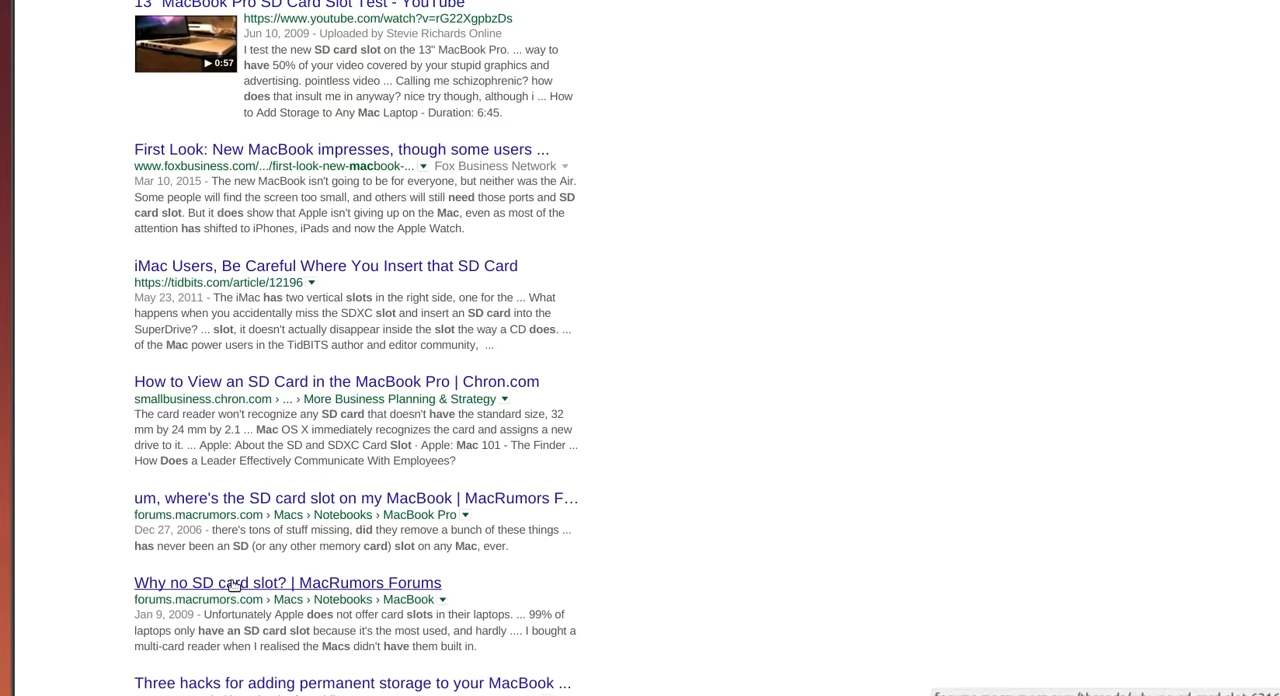 13" MacBook Pro SD Card Slot Test - YouTube
https://www.youtube.com/watch?v=rG22XgpbzDs
Jun 10, 2009 - Uploaded by Stevie Richards Online
I test the new SD card slot on the 13" MacBook Pro. ... way to
have 50% of your video covered by your stupid graphics and
advertising. pointless video ... Calling me schizophrenic? how
does that insult me in anyway? nice try though, although i ... How
to Add Storage to Any Mac Laptop - Duration: 6:45.
▶ 0:57
First Look: New MacBook impresses, though some users ...
www.foxbusiness.com/.../first-look-new-macbook-... ▼ Fox Business Network ▼
Mar 10, 2015 - The new MacBook isn't going to be for everyone, but neither was the Air.
Some people will find the screen too small, and others will still need those ports and SD
card slot. But it does show that Apple isn't giving up on the Mac, even as most of the
attention has shifted to iPhones, iPads and now the Apple Watch.
iMac Users, Be Careful Where You Insert that SD Card
https://tidbits.com/article/12196 ▼
May 23, 2011 - The iMac has two vertical slots in the right side, one for the ... What
happens when you accidentally miss the SDXC slot and insert an SD card into the
SuperDrive? ... slot, it doesn't actually disappear inside the slot the way a CD does. ...
of the Mac power users in the TidBITS author and editor community, ...
How to View an SD Card in the MacBook Pro | Chron.com
smallbusiness.chron.com › ... › More Business Planning & Strategy ▼
The card reader won't recognize any SD card that doesn't have the standard size, 32
mm by 24 mm by 2.1 ... Mac OS X immediately recognizes the card and assigns a new
drive to it. ... Apple: About the SD and SDXC Card Slot · Apple: Mac 101 - The Finder ...
How Does a Leader Effectively Communicate With Employees?
um, where's the SD card slot on my MacBook | MacRumors F...
forums.macrumors.com › Macs › Notebooks › MacBook Pro ▼
Dec 27, 2006 - there's tons of stuff missing, did they remove a bunch of these things ...
has never been an SD (or any other memory card) slot on any Mac, ever.
Why no SD card slot? | MacRumors Forums
forums.macrumors.com › Macs › Notebooks › MacBook ▼
Jan 9, 2009 - Unfortunately Apple does not offer card slots in their laptops. ... 99% of
laptops only have an SD card slot because it's the most used, and hardly .... I bought a
multi-card reader when I realised the Macs didn't have them built in.
Three hacks for adding permanent storage to your MacBook ...